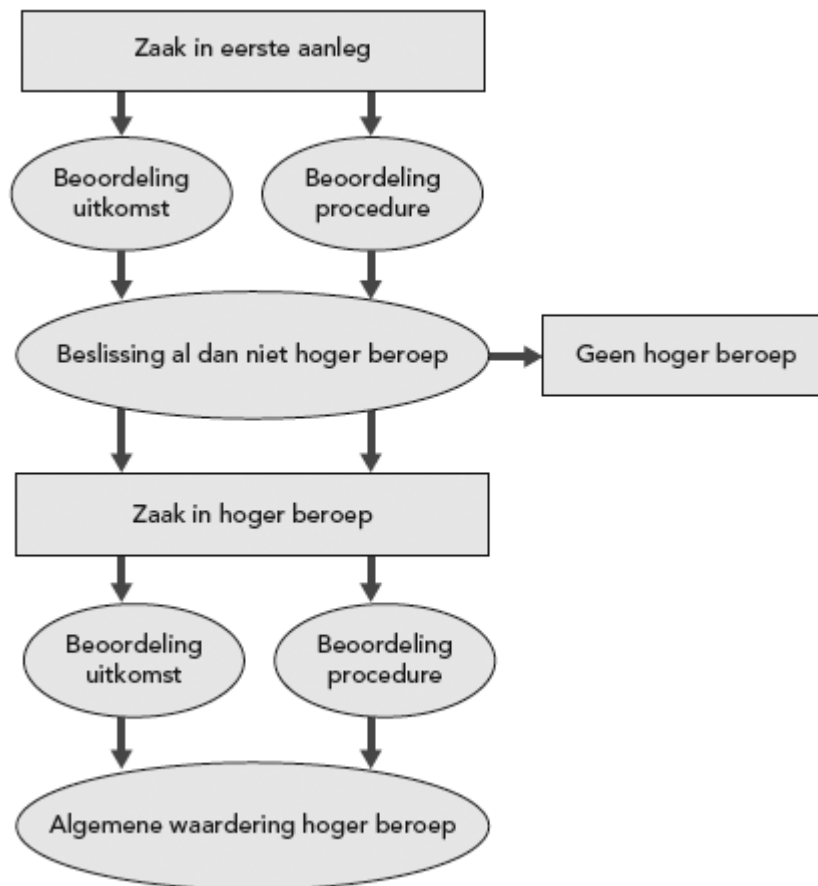 Zaak in eerste aanleg
Beoordeling
uitkomst
Beoordeling
procedure
Beslissing al dan niet hoger beroep
Geen hoger beroep
Zaak in hoger beroep
Beoordeling
uitkomst
Beoordeling
procedure
Algemene waardering hoger beroep